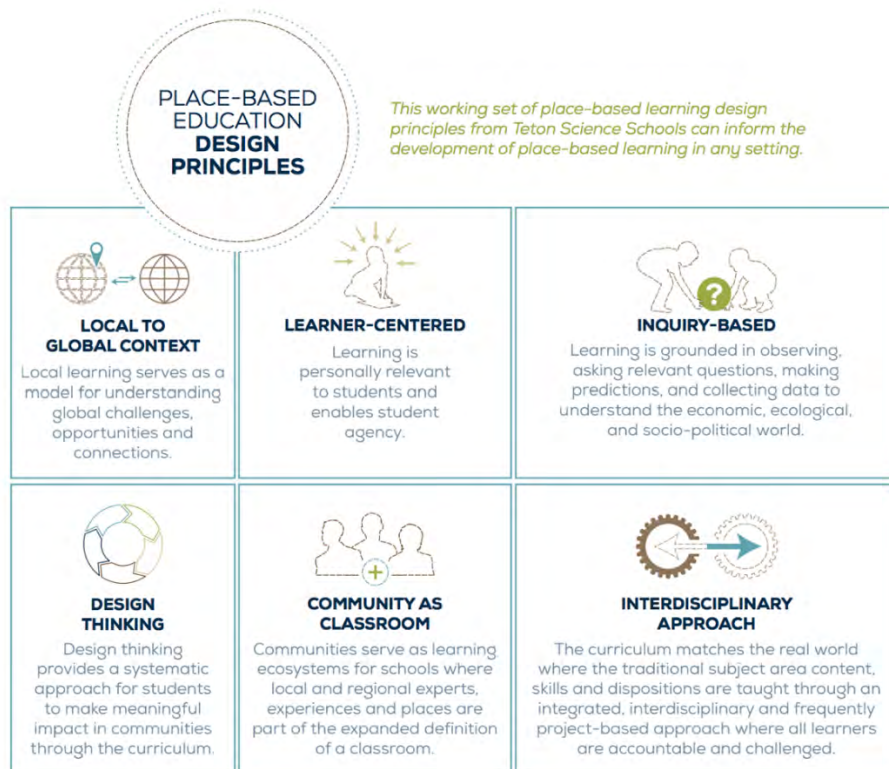 PLACE-BASED
EDUCATION
DESIGN
PRINCIPLES
This working set of place-based learning design
principles from Teton Science Schools can inform the
development of place-based learning in any setting.
LOCAL TO
GLOBAL CONTEXT
Local learning serves as a
model for understanding
global challenges,
opportunities and
connections.
LEARNER-CENTERED
Learning is
personally relevant
to students and
enables student
agency.
?
INQUIRY-BASED
Learning is grounded in observing,
asking relevant questions, making
predictions, and collecting data to
understand the economic, ecological,
and socio-political world.
DESIGN
THINKING
Design thinking
provides a systematic
approach for students
to make meaningful
impact in communities
through the curriculum.
+
COMMUNITY AS
CLASSROOM
Communities serve as learning
ecosystems for schools where
local and regional experts,
experiences and places are
part of the expanded definition
of a classroom.
INTERDISCIPLINARY
APPROACH
The curriculum matches the real world
where the traditional subject area content,
skills and dispositions are taught through an
integrated, interdisciplinary and frequently
project-based approach where all learners
are accountable and challenged.